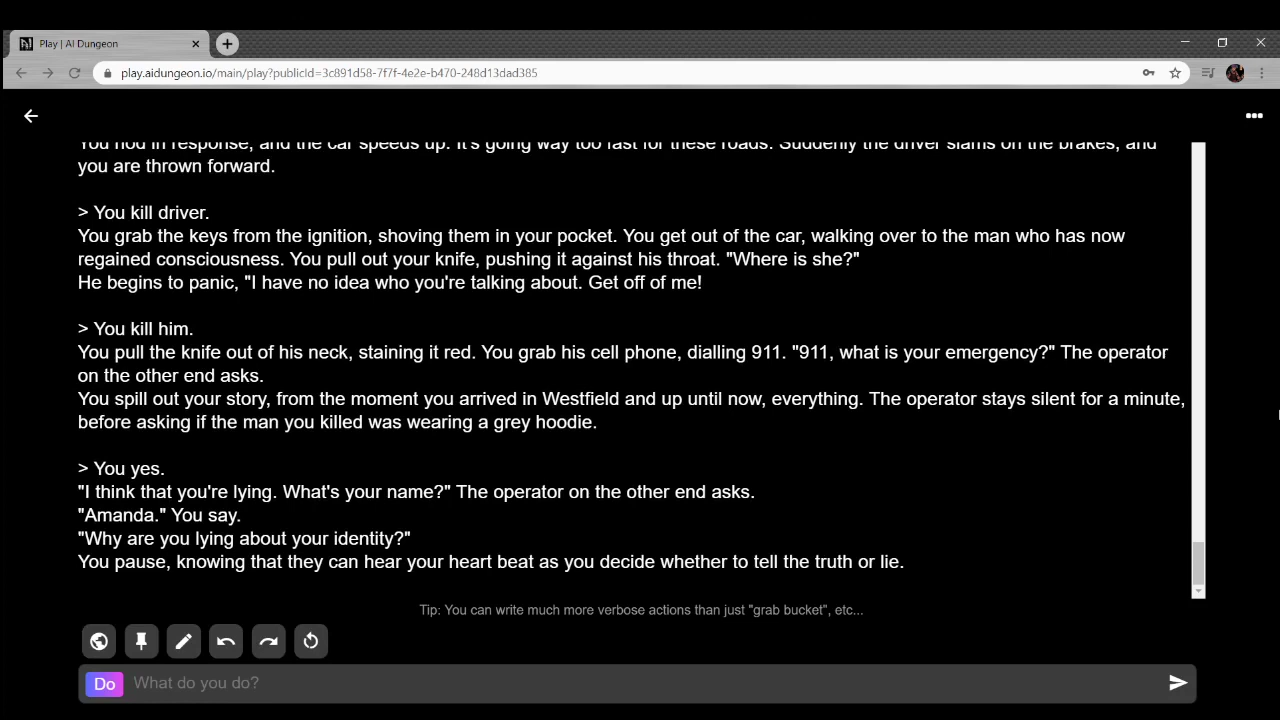 Play | AI Dungeon
play.aidungeon.io/main/play?publicId=3c891d58-7f7f-4e2e-b470-248d13dad385
You nod in response, and the car speeds up. It's going way too fast for these roads. Suddenly the driver slams on the brakes, and
you are thrown forward.
> You kill driver.
You grab the keys from the ignition, shoving them in your pocket. You get out of the car, walking over to the man who has now
regained consciousness. You pull out your knife, pushing it against his throat. "Where is she?"
He begins to panic, "I have no idea who you're talking about. Get off of me!
> You kill him.
You pull the knife out of his neck, staining it red. You grab his cell phone, dialling 911. "911, what is your emergency?" The operator
on the other end asks.
You spill out your story, from the moment you arrived in Westfield and up until now, everything. The operator stays silent for a minute,
before asking if the man you killed was wearing a grey hoodie.
> You yes.
"I think that you're lying. What's your name?" The operator on the other end asks.
"Amanda." You say.
"Why are you lying about your identity?"
You pause, knowing that they can hear your heart beat as you decide whether to tell the truth or lie.
Tip: You can write much more verbose actions than just "grab bucket", etc...
Do What do you do?